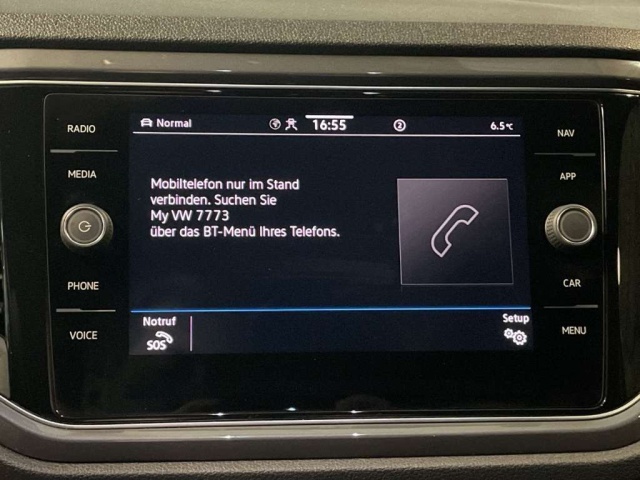 RADIO
MEDIA
PHONE
VOICE
Normal
16:55
2
6.5°C
Mobiltelefon nur im Stand
verbinden. Suchen Sie
My VW 7773
über das BT-Menü Ihres Telefons.
Notruf
SOS
Setup
NAV
APP
CAR
MENU